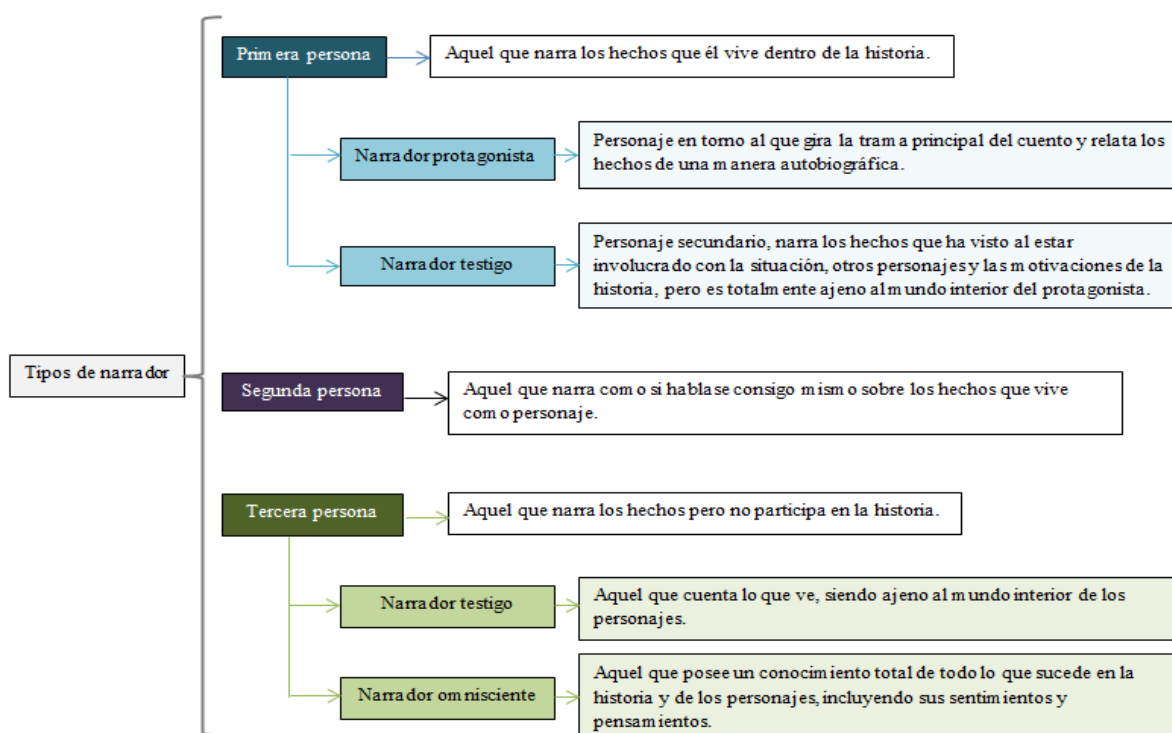 Primera persona
Aquel que narra los hechos que él vive dentro de la historia.
Narrador protagonista
Personaje en torno al que gira la trama principal del cuento y relata los
hechos de una manera autobiográfica.
Narrador testigo
Personaje secundario, narra los hechos que ha visto al estar
involucrado con la situación, otros personajes y las motivaciones de la
historia, pero es totalmente ajeno al mundo interior del protagonista.
Tipos de narrador
Segunda persona
Aquel que narra como si hablase consigo mismo sobre los hechos que vive
como personaje.
Tercera persona
Aquel que narra los hechos pero no participa en la historia.
Narrador testigo
Aquel que cuenta lo que ve, siendo ajeno al mundo interior de los
personajes.
Narrador omnisciente
Aquel que posee un conocimiento total de todo lo que sucede en la
historia y de los personajes, incluyendo sus sentimientos y
pensamientos.